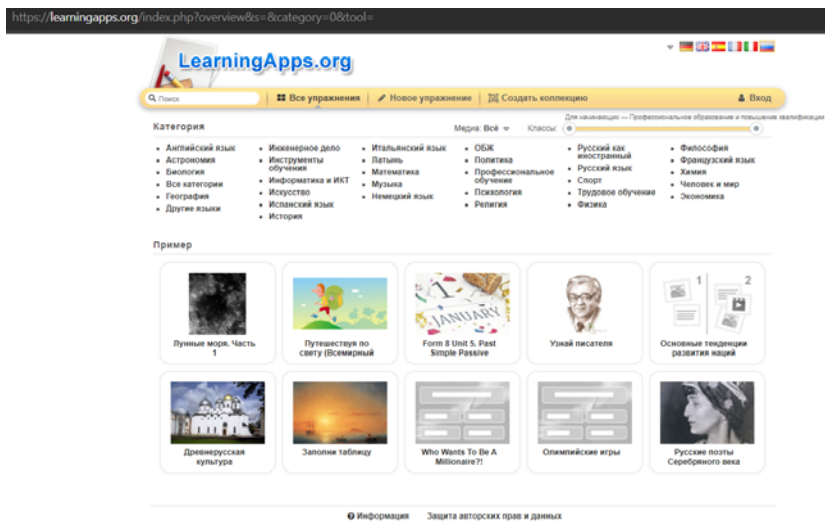 https://learningapps.org/index.php?overview&s=&category=0&tool=
LearningApps.org
Поиск
Все упражнения
Новое упражнение
Создать коллекцию
Вход
Для начинающих — Профессиональное образование и повышение квалификации
Категория
Медиа: Всё
Классы:
Английский язык
Астрономия
Биология
Все категории
География
Другие языки
Инженерное дело
Инструменты
обучения
Информатика и ИКТ
Искусство
Испанский язык
История
Итальянский язык
Латынь
Математика
Музыка
Немецкий язык
ОБЖ
Политика
Профессиональное
обучение
Психология
Религия
Русский как
иностранный
Русский язык
Спорт
Трудовое обучение
Физика
Философия
Французский язык
Химия
Человек и мир
Экономика
Пример
Лунные моря. Часть
1
Путешествуя по
свету (Всемирный
1
JANUARY
Form 8 Unit 5. Past
Simple Passive
Узнай писателя
1 2
Основные тенденции
развития наций
Древнерусская
культура
Заполни таблицу
Who Wants To Be A
Millionaire?!
Олимпийские игры
Русские поэты
Серебряного века
Информация
Защита авторских прав и данных